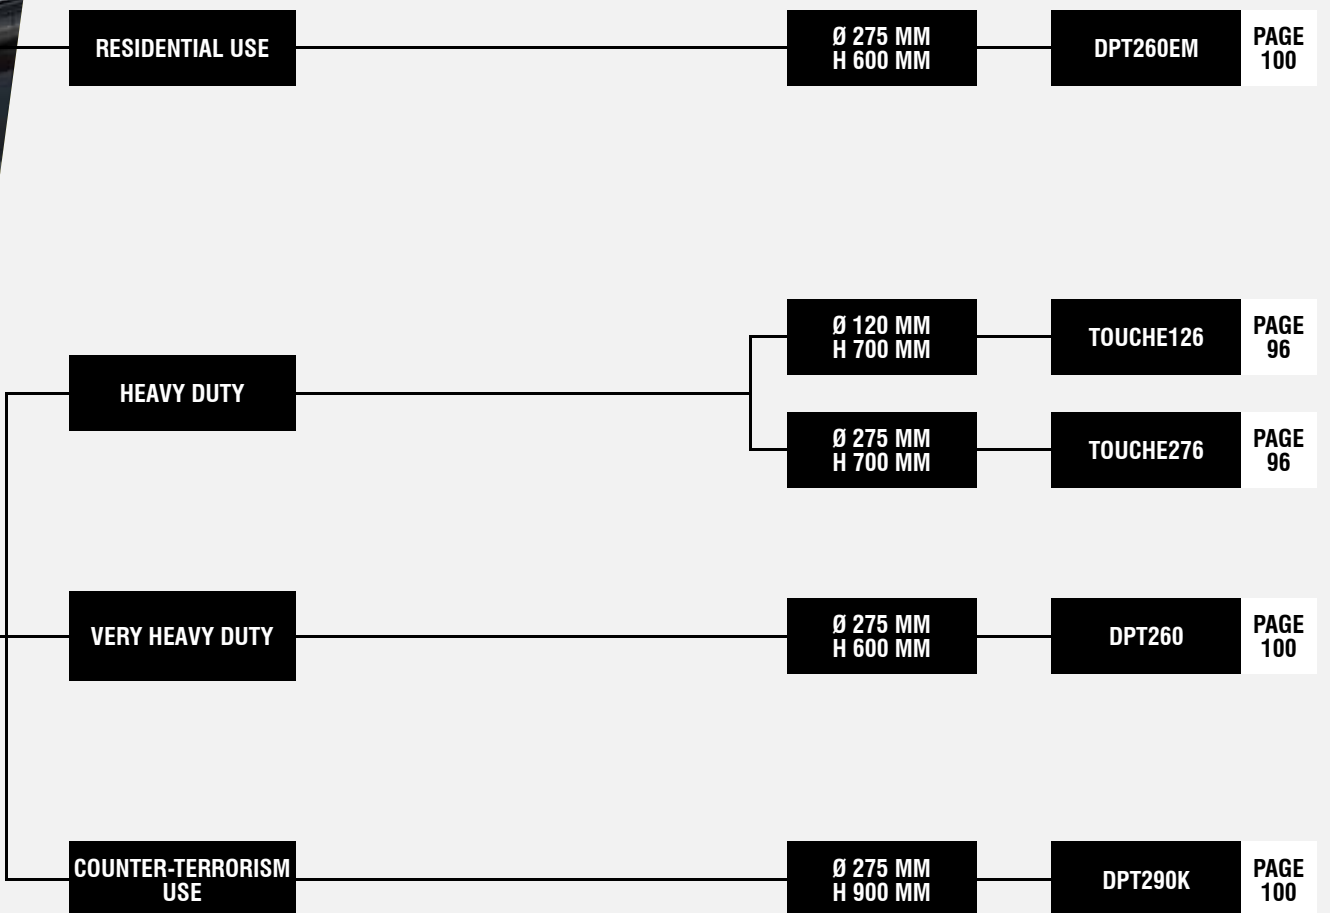 RESIDENTIAL USE
Ø 275 MM
H 600 MM
DPT260EM
PAGE
100
HEAVY DUTY
Ø 120 MM
H 700 MM
TOUCHE126
PAGE
96
Ø 275 MM
H 700 MM
TOUCHE276
PAGE
96
VERY HEAVY DUTY
Ø 275 MM
H 600 MM
DPT260
PAGE
100
COUNTER-TERRORISM
USE
Ø 275 MM
H 900 MM
DPT290K
PAGE
100